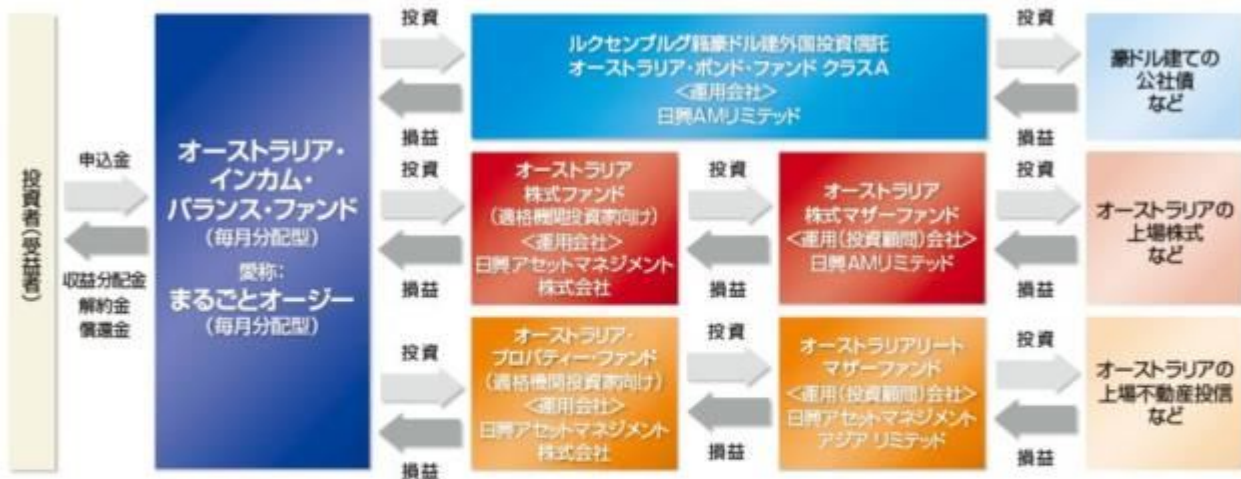 投資者(受益者)
申込金
収益分配金
解約金
償還金
オーストラリア・
インカム・
バランス・ファンド
(毎月分配型)
愛称:
まるごとオージー
(毎月分配型)
投資
損益
ルクセンブルグ籍豪ドル建外国投資信託
オーストラリア・ボンド・ファンド クラスA
<運用会社>
日興AMリミテッド
投資
損益
豪ドル建ての
公社債
など
投資
損益
オーストラリア
株式ファンド
(適格機関投資家向け)
<運用会社>
日興アセットマネジメント
株式会社
投資
損益
オーストラリア
株式マザーファンド
<運用(投資顧問)会社>
日興AMリミテッド
投資
損益
オーストラリアの
上場株式
など
投資
損益
オーストラリア・
プロパティー・ファンド
(適格機関投資家向け)
<運用会社>
日興アセットマネジメント
株式会社
投資
損益
オーストラリアリート
マザーファンド
<運用(投資顧問)会社>
日興アセットマネジメント
アジア リミテッド
投資
損益
オーストラリアの
上場不動産投信
など